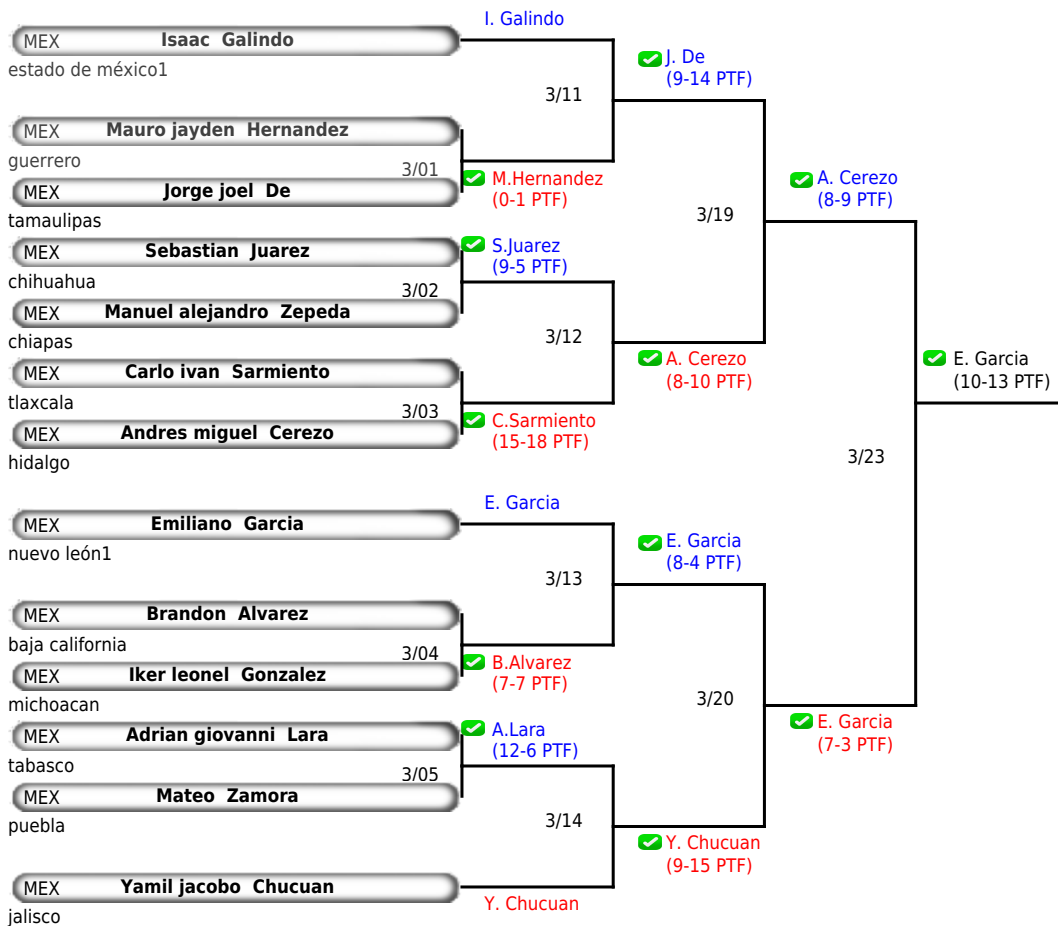 I. Galindo
MEX Isaac Galindo
estado de méxico1
J. De
(9-14 PTF)
3/11
MEX Mauro jayden Hernandez
guerrero
3/01
M.Hernandez
(0-1 PTF)
MEX Jorge joel De
tamaulipas
A. Cerezo
(8-9 PTF)
3/19
MEX Sebastian Juarez
chihuahua
S.Juarez
(9-5 PTF)
3/02
MEX Manuel alejandro Zepeda
chiapas
3/12
MEX Carlo ivan Sarmiento
tlaxcala
A. Cerezo
(8-10 PTF)
E. Garcia
(10-13 PTF)
3/03
C.Sarmiento
(15-18 PTF)
MEX Andres miguel Cerezo
hidalgo
3/23
E. Garcia
MEX Emiliano Garcia
nuevo león1
E. Garcia
(8-4 PTF)
3/13
MEX Brandon Alvarez
baja california
3/04
B.Alvarez
(7-7 PTF)
MEX Iker leonel Gonzalez
michoacan
3/20
E. Garcia
(7-3 PTF)
MEX Adrian giovanni Lara
tabasco
A.Lara
(12-6 PTF)
3/05
MEX Mateo Zamora
puebla
3/14
Y. Chucuan
(9-15 PTF)
MEX Yamil jacobo Chucuan
jalisco
Y. Chucuan